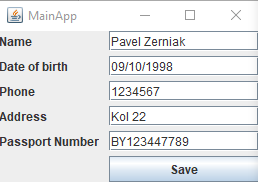 MainApp
Name Pavel Zerniak
Date of birth 09/10/1998
Phone 1234567
Address Kol 22
Passport Number BY123447789
Save